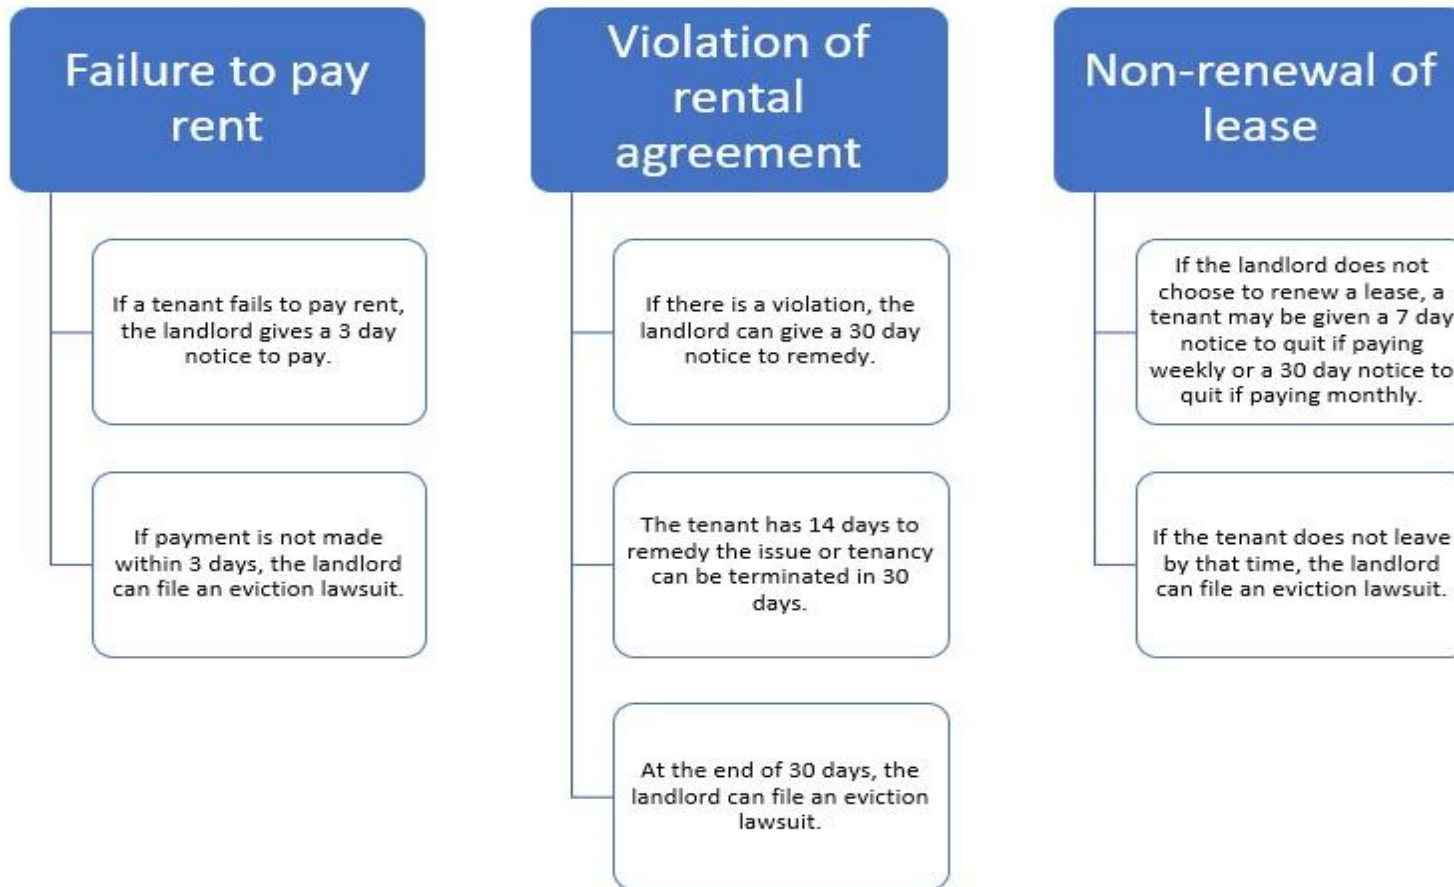 Failure to pay
rent
If a tenant fails to pay rent,
the landlord gives a 3 day
notice to pay.
If payment is not made
within 3 days, the landlord
can file an eviction lawsuit.
Violation of
rental
agreement
If there is a violation, the
landlord can give a 30 day
notice to remedy.
The tenant has 14 days to
remedy the issue or tenancy
can be terminated in 30
days.
At the end of 30 days, the
landlord can file an eviction
lawsuit.
Non-renewal of
lease
If the landlord does not
choose to renew a lease, a
tenant may be given a 7 day
notice to quit if paying
weekly or a 30 day notice to
quit if paying monthly.
If the tenant does not leave
by that time, the landlord
can file an eviction lawsuit.